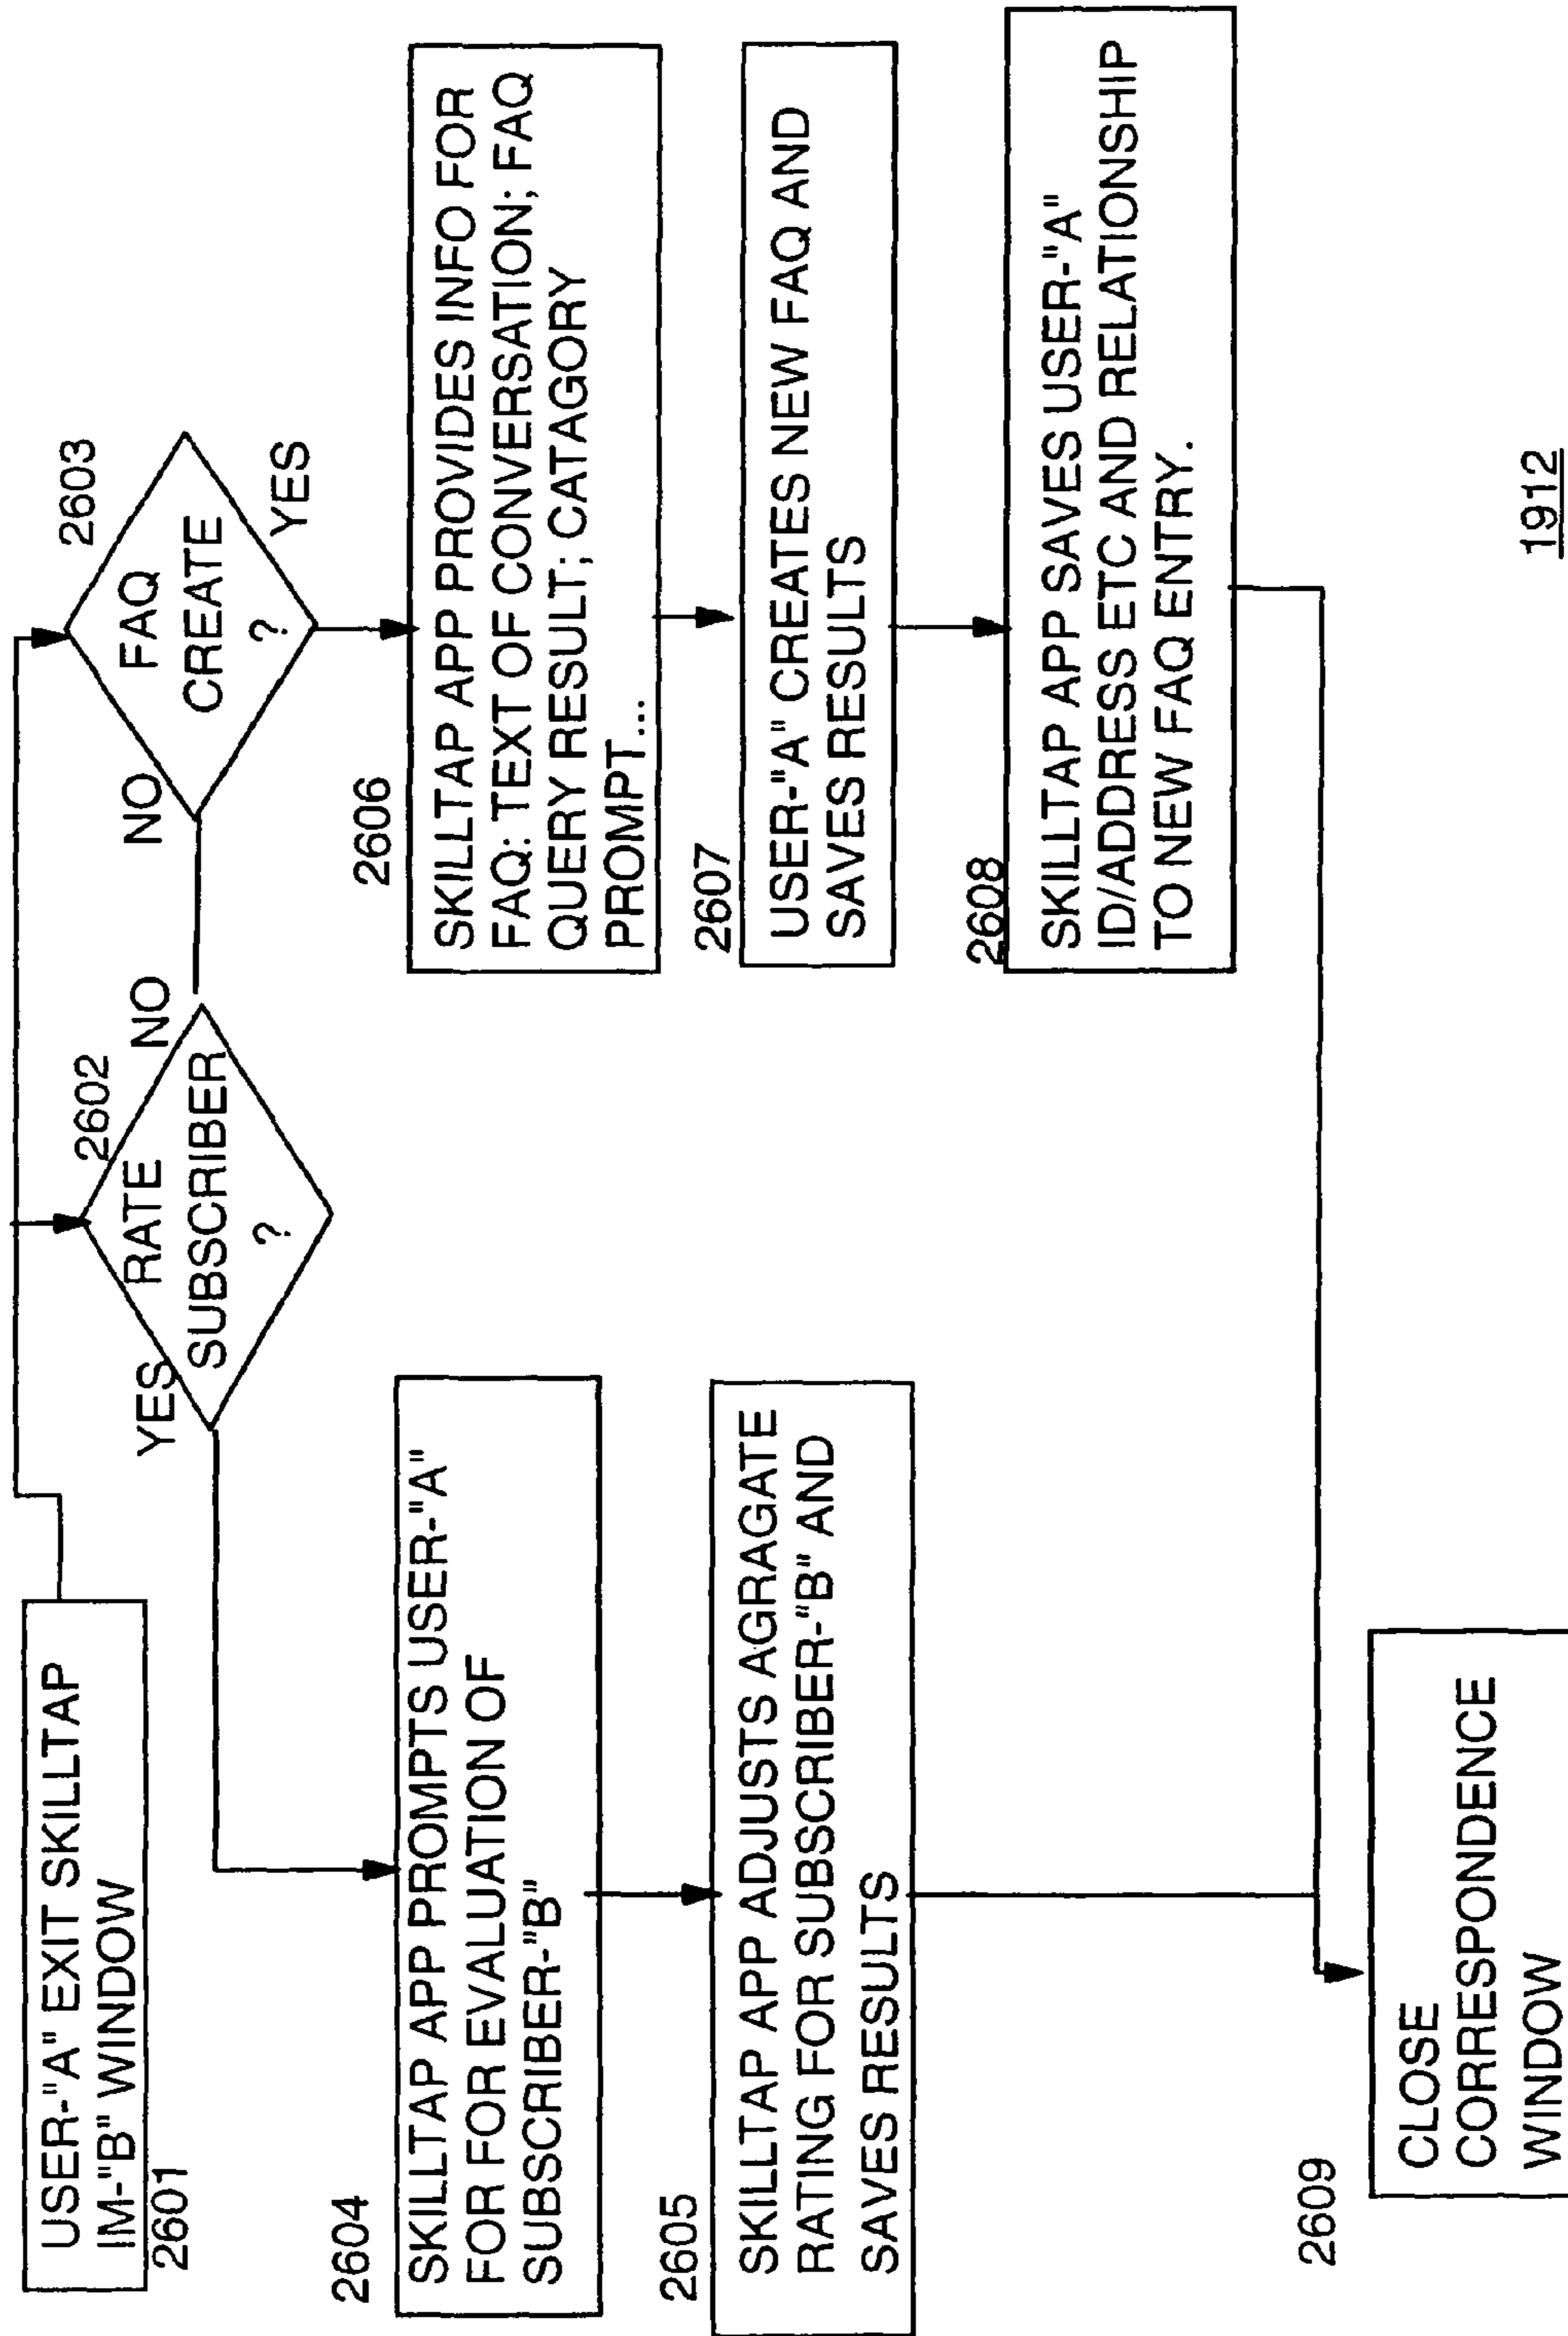 USER-"A" EXIT SKILLTAP
IM-"B" WINDOW
2601
2602
RATE
SUBSCRIBER
?
YES
NO
2603
FAQ
CREATE
?
NO
YES
2604
SKILLTAP APP PROMPTS USER-"A"
FOR FOR EVALUATION OF
SUBSCRIBER-"B"
2605
SKILLTAP APP ADJUSTS AGRAGATE
RATING FOR SUBSCRIBER-"B" AND
SAVES RESULTS
2606
SKILLTAP APP PROVIDES INFO FOR
FAQ: TEXT OF CONVERSATION; FAQ
QUERY RESULT; CATAGORY
PROMPT...
2607
USER-"A" CREATES NEW FAQ AND
SAVES RESULTS
2608
SKILLTAP APP SAVES USER-"A"
ID/ADDRESS ETC AND RELATIONSHIP
TO NEW FAQ ENTRY.
2609
CLOSE
CORRESPONDENCE
WINDOW
1912